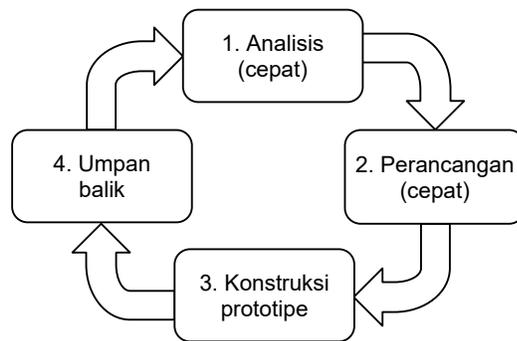 1. Analisis
(cepat)
2. Perancangan
(cepat)
3. Konstruksi
prototipe
4. Umpan
balik